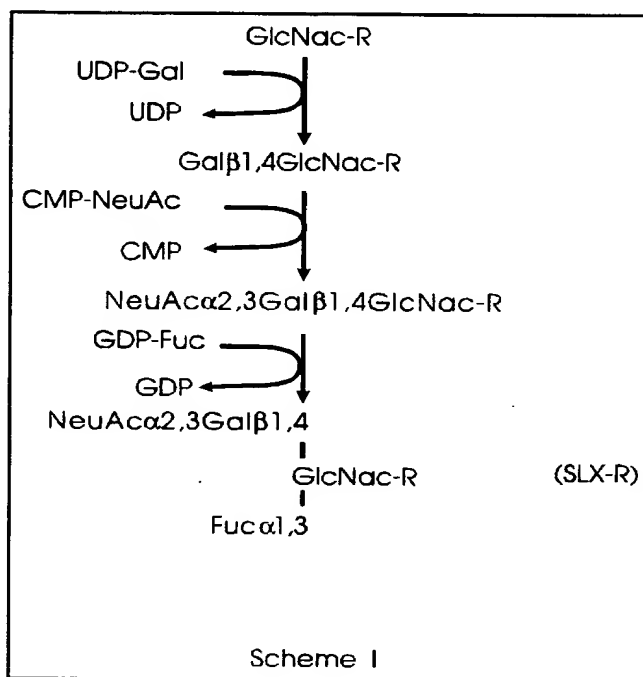 GlcNac-R
UDP-Gal
UDP
Galβ1,4GlcNac-R
CMP-NeuAc
CMP
NeuAcα2,3Galβ1,4GlcNac-R
GDP-Fuc
GDP
NeuAcα2,3Galβ1,4
GlcNac-R (SLX-R)
Fucα1,3
Scheme I